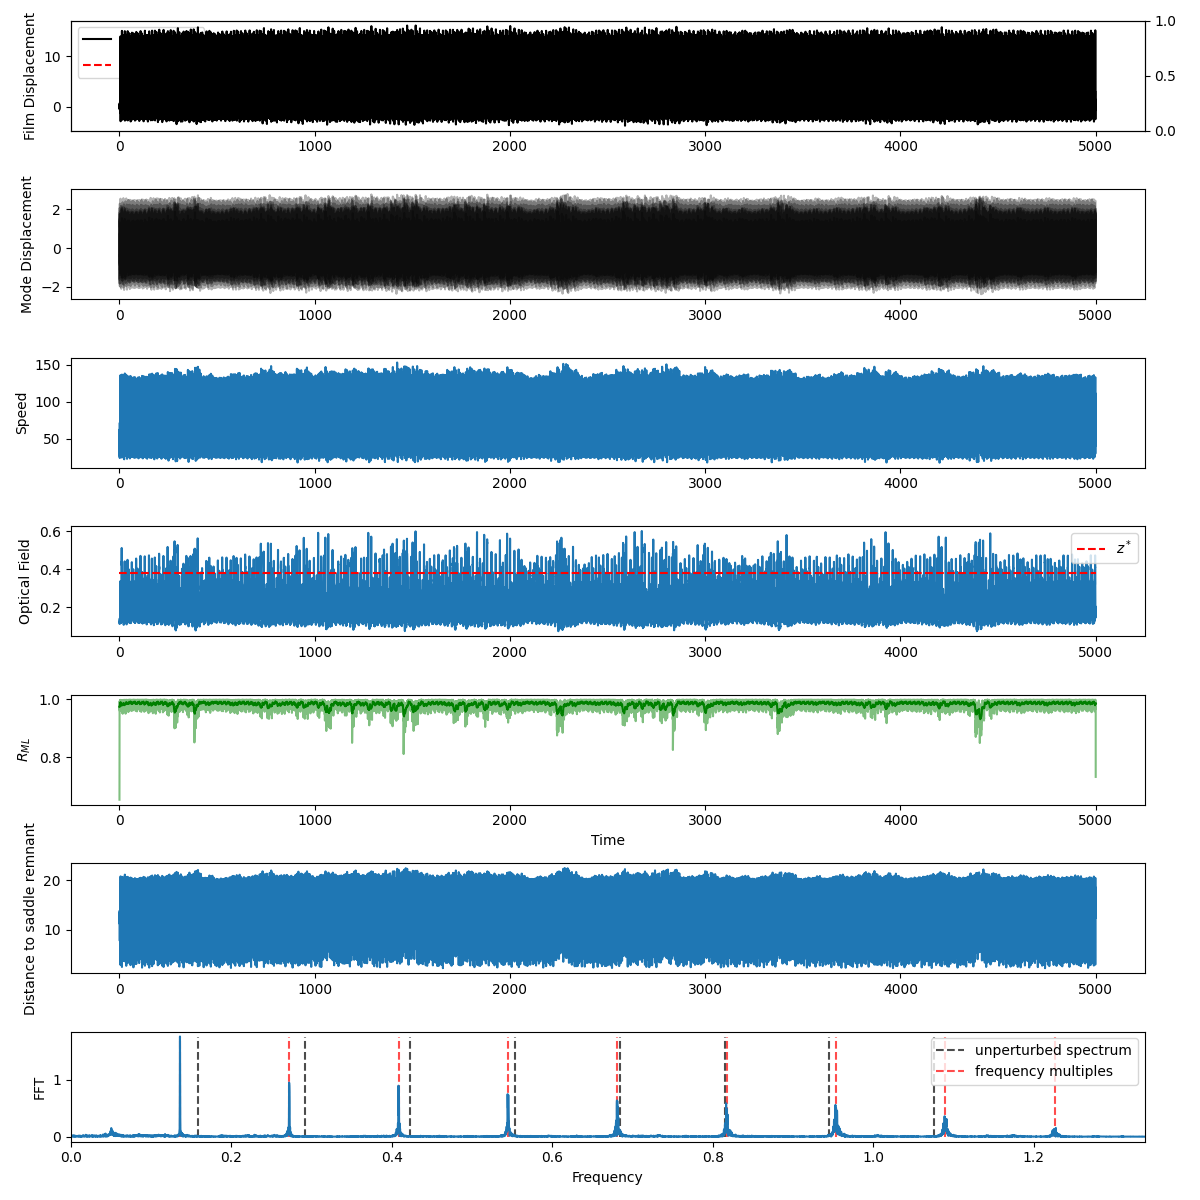 Film Displacement
10
0
1.0
0.5
0.0
0 1000 2000 3000 4000 5000
Mode Displacement
2
0
−2
0 1000 2000 3000 4000 5000
Speed
150
100
50
0 1000 2000 3000 4000 5000
Optical Field
0.6
0.4
0.2
z*
0 1000 2000 3000 4000 5000
R_ML
1.0
0.8
0 1000 2000 3000 4000 5000
Time
Distance to saddle remnant
20
10
0 1000 2000 3000 4000 5000
FFT
1
0
unperturbed spectrum
frequency multiples
0.0 0.2 0.4 0.6 0.8 1.0 1.2
Frequency